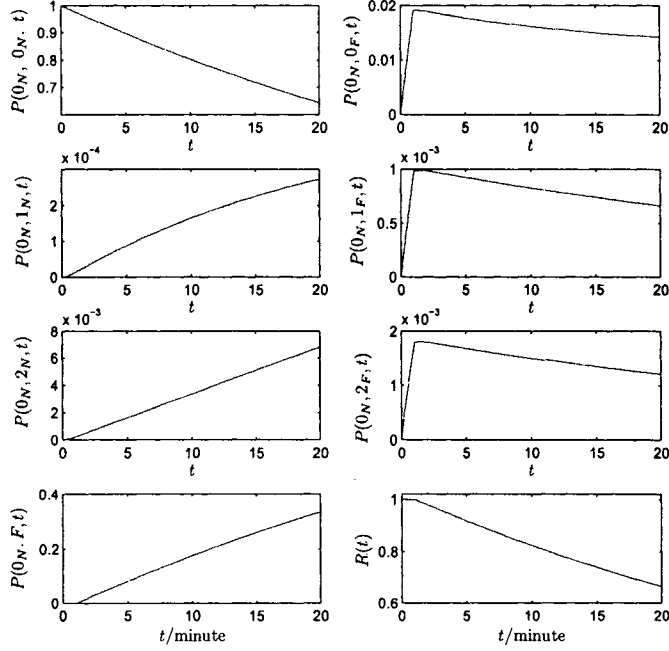 P(0_N, 0_N. t)
1
0.9
0.8
0.7
0 5 10 15 20
t
P(0_N, 0_F, t)
0.02
0.01
0
0 5 10 15 20
t
P(0_N, 1_N, t)
x 10⁻⁴
2
1
0
0 5 10 15 20
t
P(0_N, 1_F, t)
x 10⁻³
1
0.5
0
0 5 10 15 20
t
P(0_N, 2_N, t)
x 10⁻³
8
6
4
2
0
0 5 10 15 20
t
P(0_N, 2_F, t)
x 10⁻³
2
1
0
0 5 10 15 20
t
P(0_N. F, t)
0.4
0.2
0
0 5 10 15 20
t/minute
R(t)
1
0.8
0.6
0 5 10 15 20
t/minute